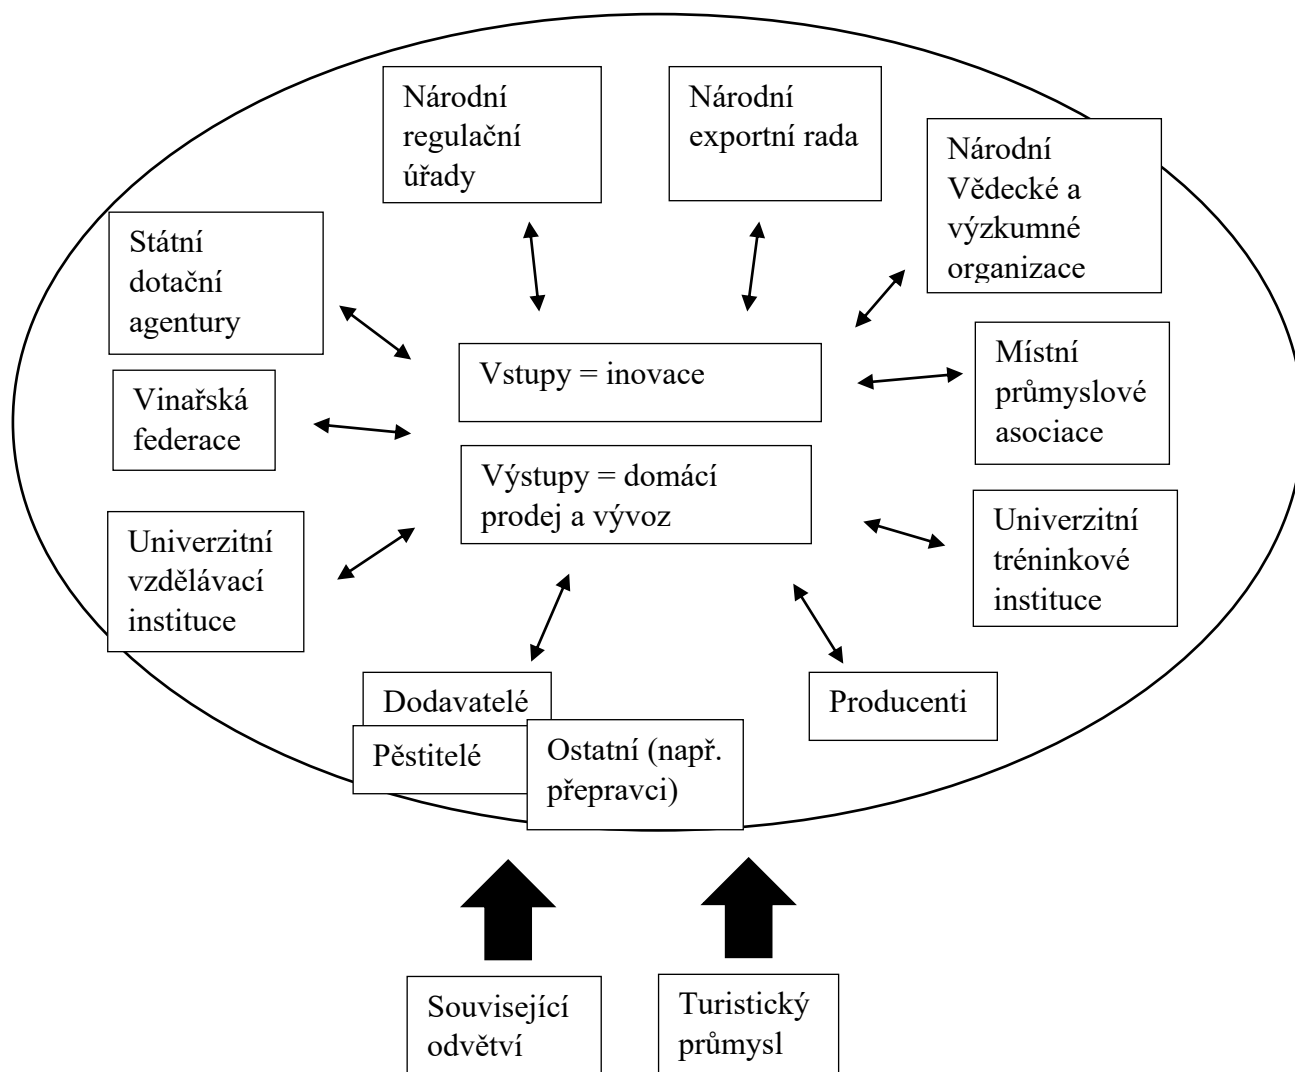 Národní
regulační
úřady
Národní
exportní rada
Národní
Vědecké a
výzkumné
organizace
Státní
dotační
agentury
Vstupy = inovace
Místní
průmyslové
asociace
Vinařská
federace
Výstupy = domácí
prodej a vývoz
Univerzitní
vzdělávací
instituce
Univerzitní
tréninkové
instituce
Dodavatelé
Pěstitelé
Ostatní (např.
přepravci)
Producenti
Související
odvětví
Turistický
průmysl